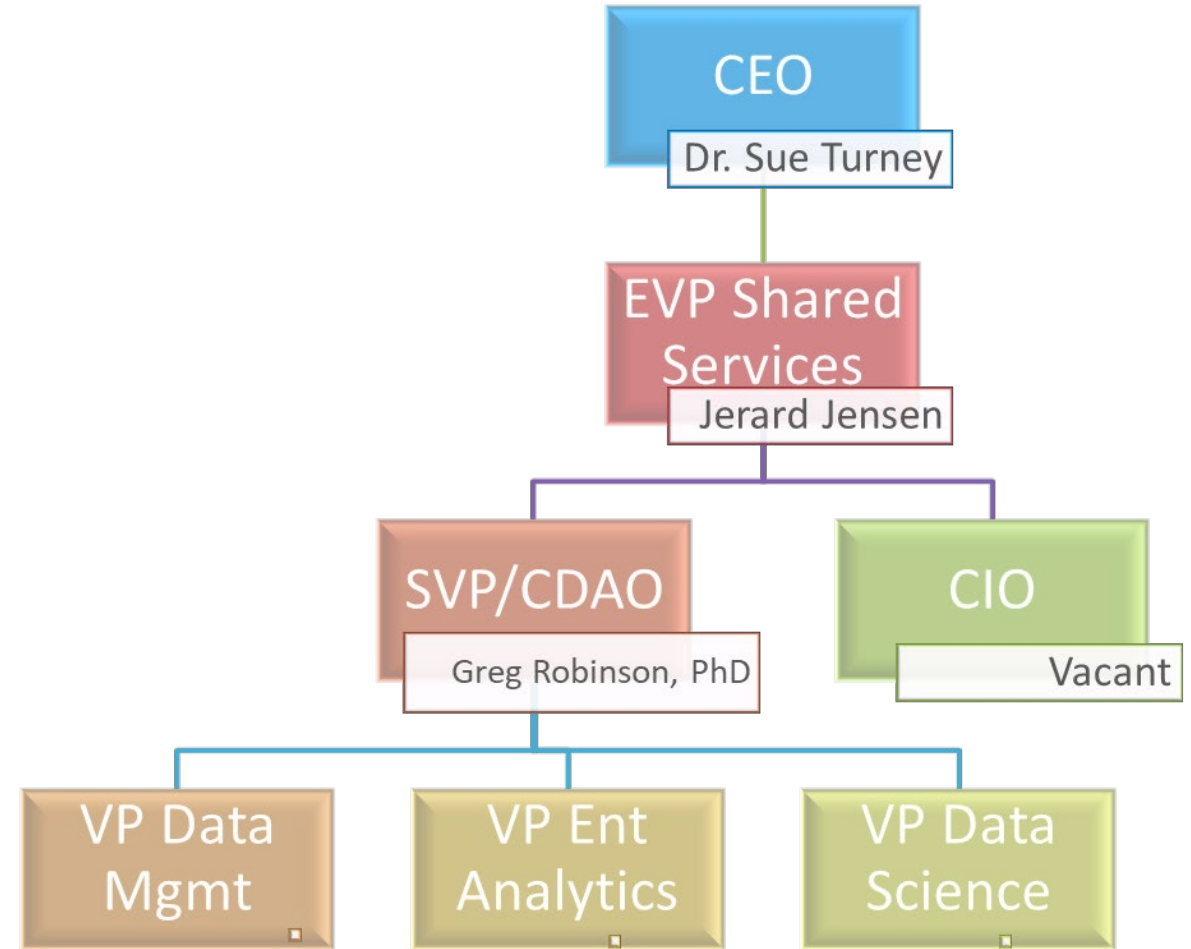 CEO
Dr. Sue Turney
EVP Shared
Services
Jerard Jensen
SVP/CDAO
Greg Robinson, PhD
CIO
Vacant
VP Data
Mgmt
VP Ent
Analytics
VP Data
Science